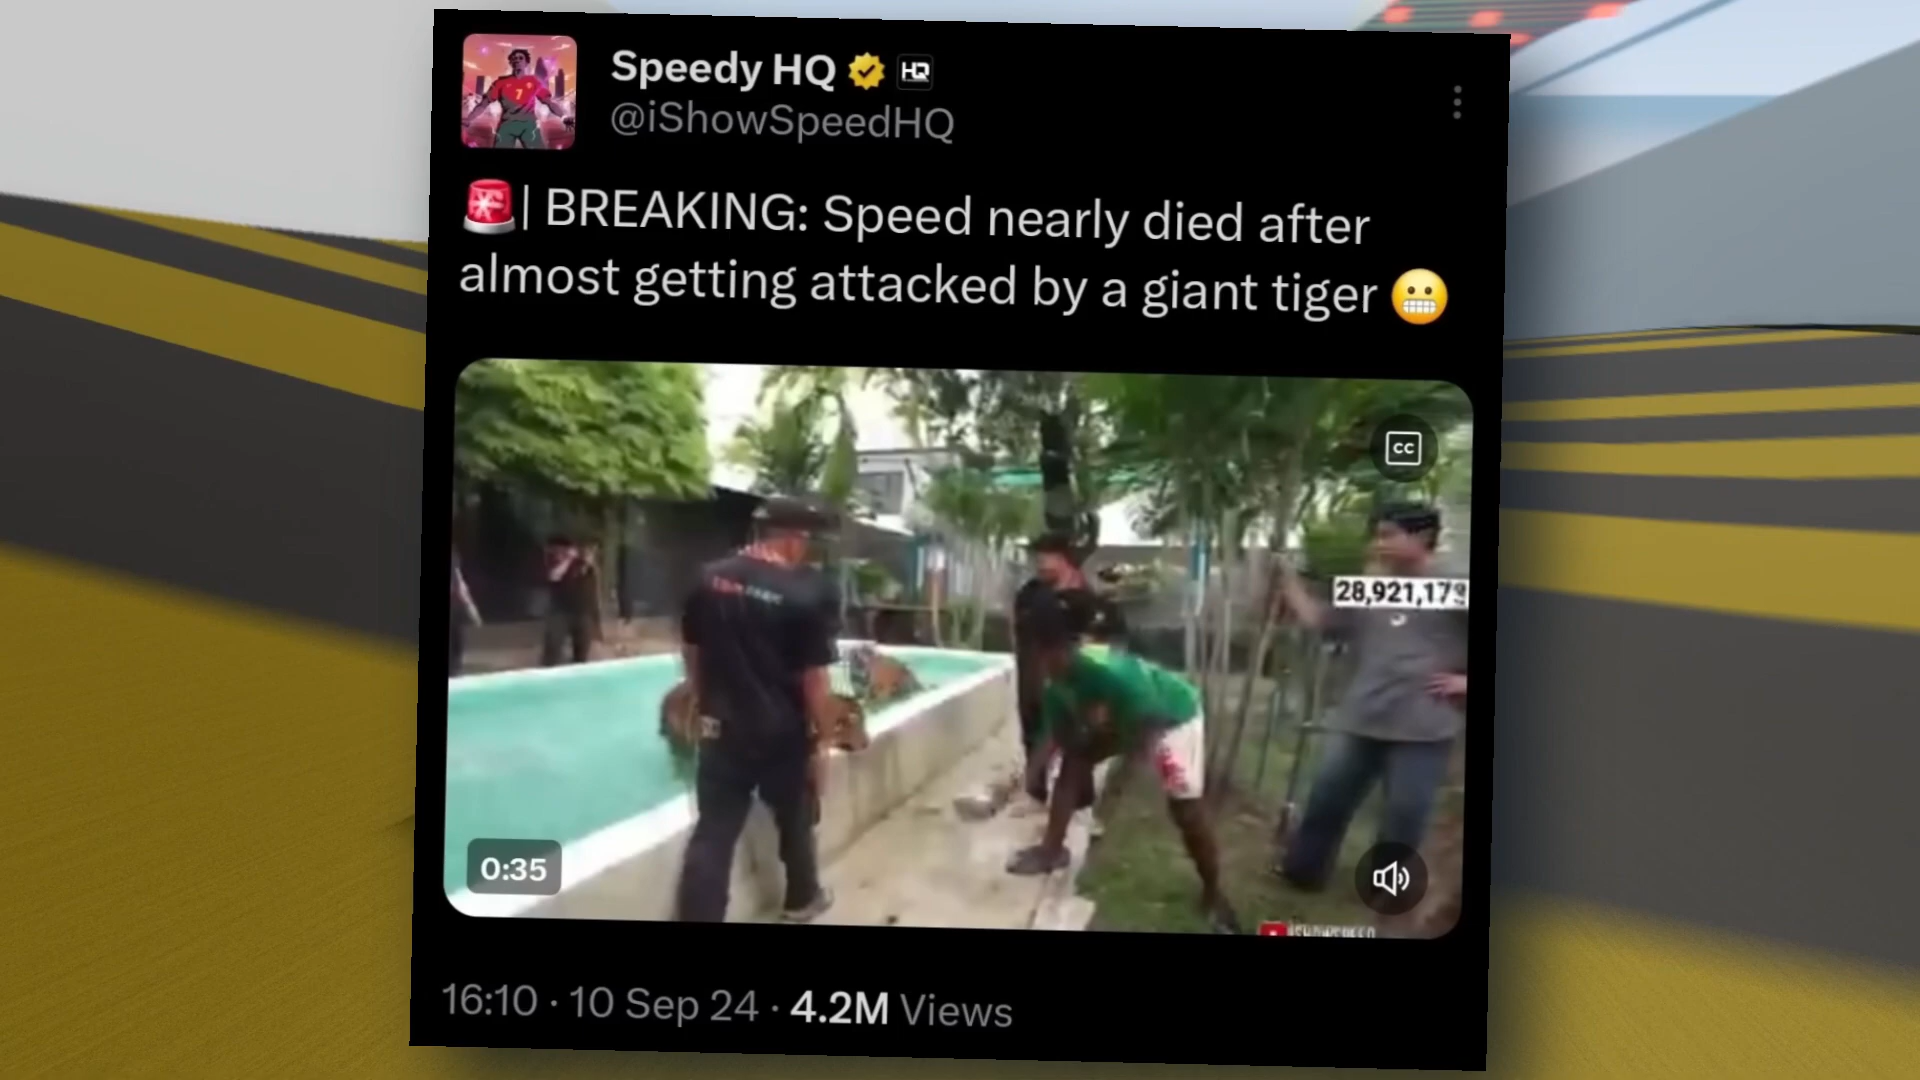 Speedy HQ HQ
@iShowSpeedHQ
| BREAKING: Speed nearly died after
almost getting attacked by a giant tiger
CC
28,921,17
0:35
16:10 · 10 Sep 24 · 4.2M Views